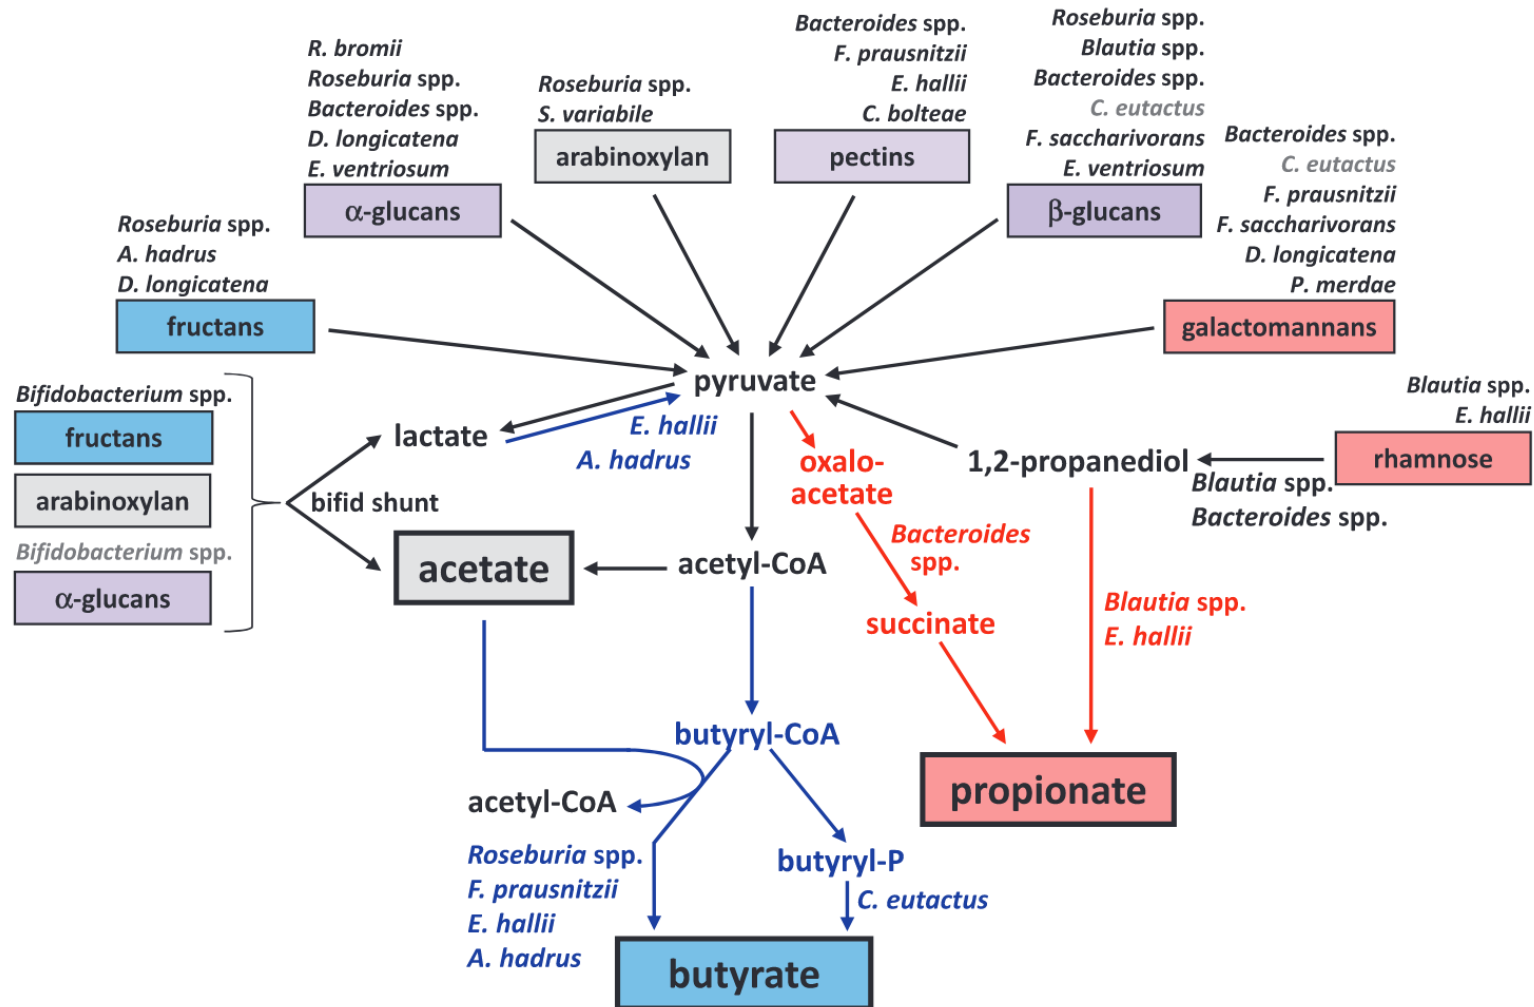 R. bromii
Roseburia spp.
Bacteroides spp.
D. longicatena
E. ventriosum
α-glucans
Roseburia spp.
S. variabile
arabinoxylan
Bacteroides spp.
F. prausnitzii
E. hallii
C. bolteae
pectins
Roseburia spp.
Blautia spp.
Bacteroides spp.
C. eutactus
F. saccharivorans
E. ventriosum
β-glucans
Bacteroides spp.
C. eutactus
F. prausnitzii
F. saccharivorans
D. longicatena
P. merdae
galactomannans
Roseburia spp.
A. hadrus
D. longicatena
fructans
pyruvate
Bifidobacterium spp.
fructans
arabinoxylan
Bifidobacterium spp.
α-glucans
bifid shunt
lactate
E. hallii
A. hadrus
oxalo-
acetate
1,2-propanediol
Blautia spp.
E. hallii
rhamnose
Blautia spp.
Bacteroides spp.
acetate
acetyl-CoA
Bacteroides
spp.
succinate
Blautia spp.
E. hallii
butyryl-CoA
propionate
acetyl-CoA
Roseburia spp.
F. prausnitzii
E. hallii
A. hadrus
butyryl-P
C. eutactus
butyrate